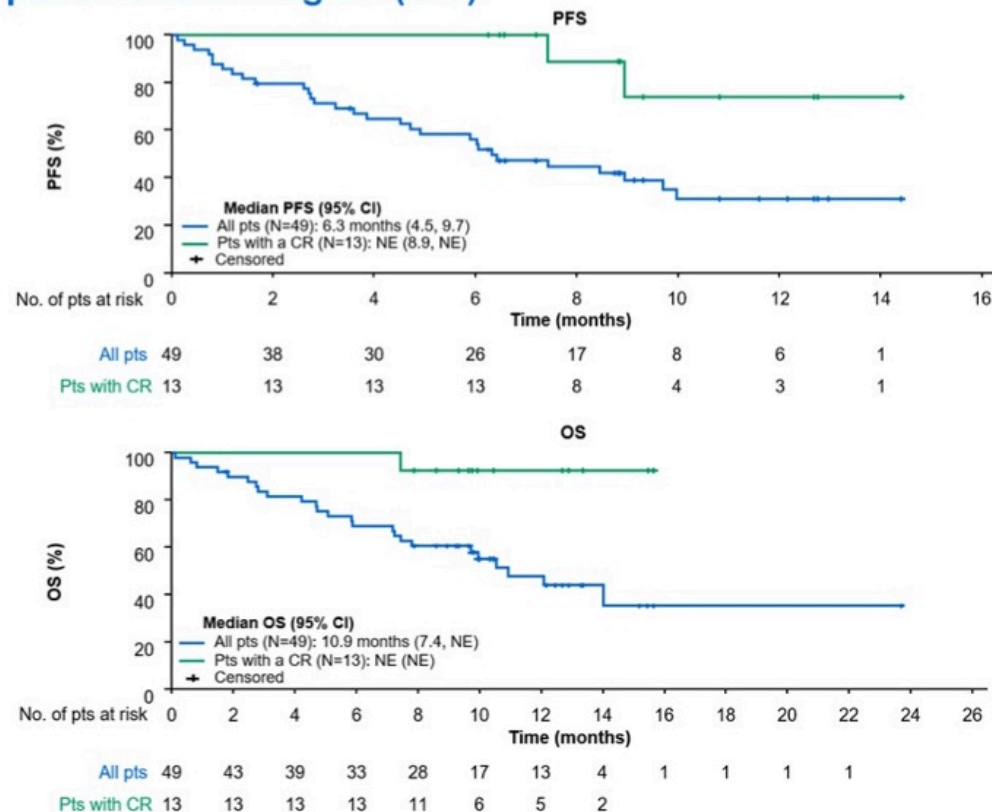 PFS
100
80
60
40
20
0
PFS (%)
Median PFS (95% CI)
All pts (N=49): 6.3 months (4.5, 9.7)
Pts with a CR (N=13): NE (8.9, NE)
Censored
No. of pts at risk 0 2 4 6 8 10 12 14 16
Time (months)
All pts 49 38 30 26 17 8 6 1
Pts with CR 13 13 13 13 8 4 3 1
OS
100
80
60
40
20
0
OS (%)
Median OS (95% CI)
All pts (N=49): 10.9 months (7.4, NE)
Pts with a CR (N=13): NE (NE)
Censored
No. of pts at risk 0 2 4 6 8 10 12 14 16 18 20 22 24 26
Time (months)
All pts 49 43 39 33 28 17 13 4 1 1 1 1
Pts with CR 13 13 13 13 11 6 5 2